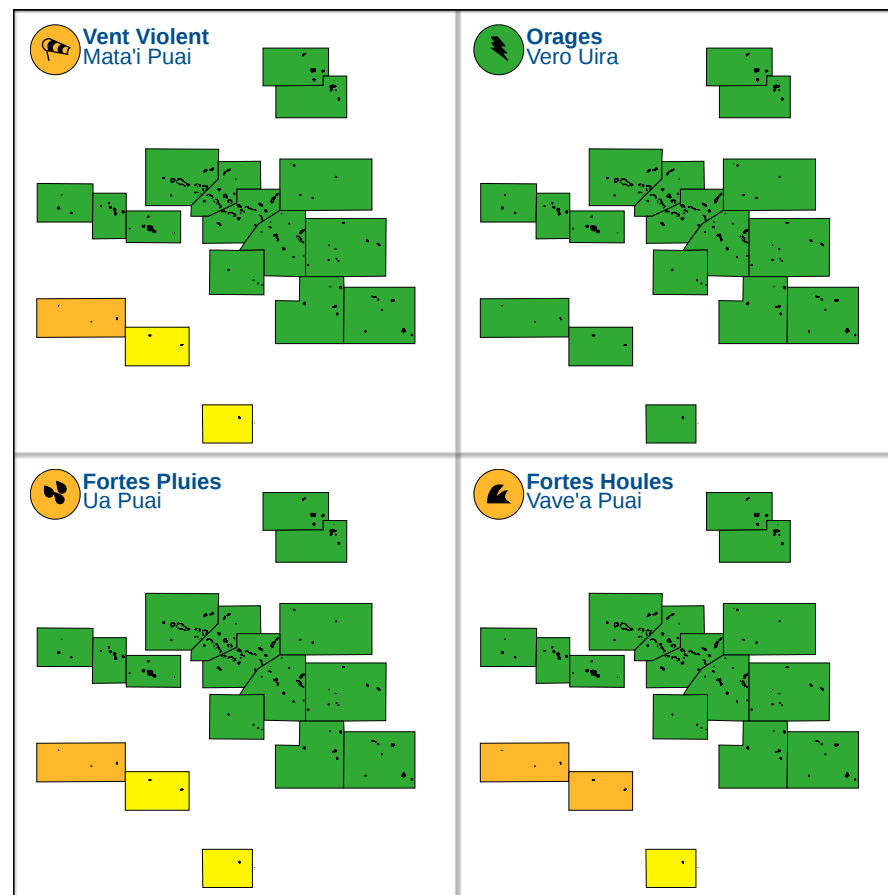 Vent Violent
Mata'i Puai
Orages
Vero Uira
Fortes Pluies
Ua Puai
Fortes Houles
Vave'a Puai